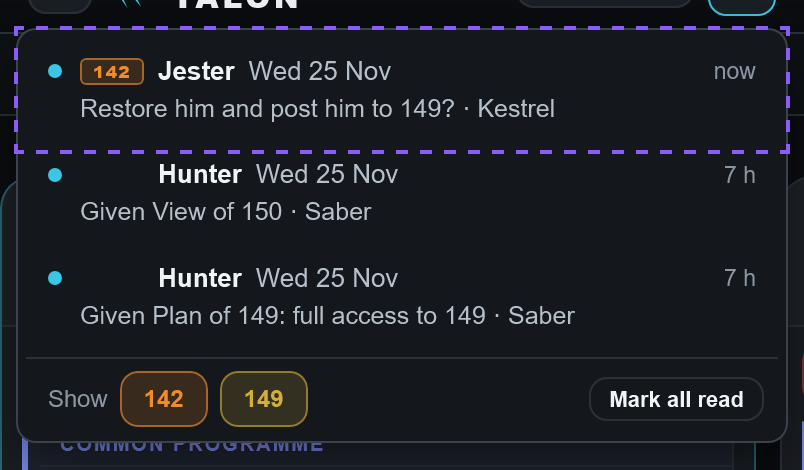 TALON
142 Jester Wed 25 Nov now
Restore him and post him to 149? · Kestrel
Hunter Wed 25 Nov 7 h
Given View of 150 · Saber
Hunter Wed 25 Nov 7 h
Given Plan of 149: full access to 149 · Saber
Show 142 149 Mark all read
COMMON PROGRAMME